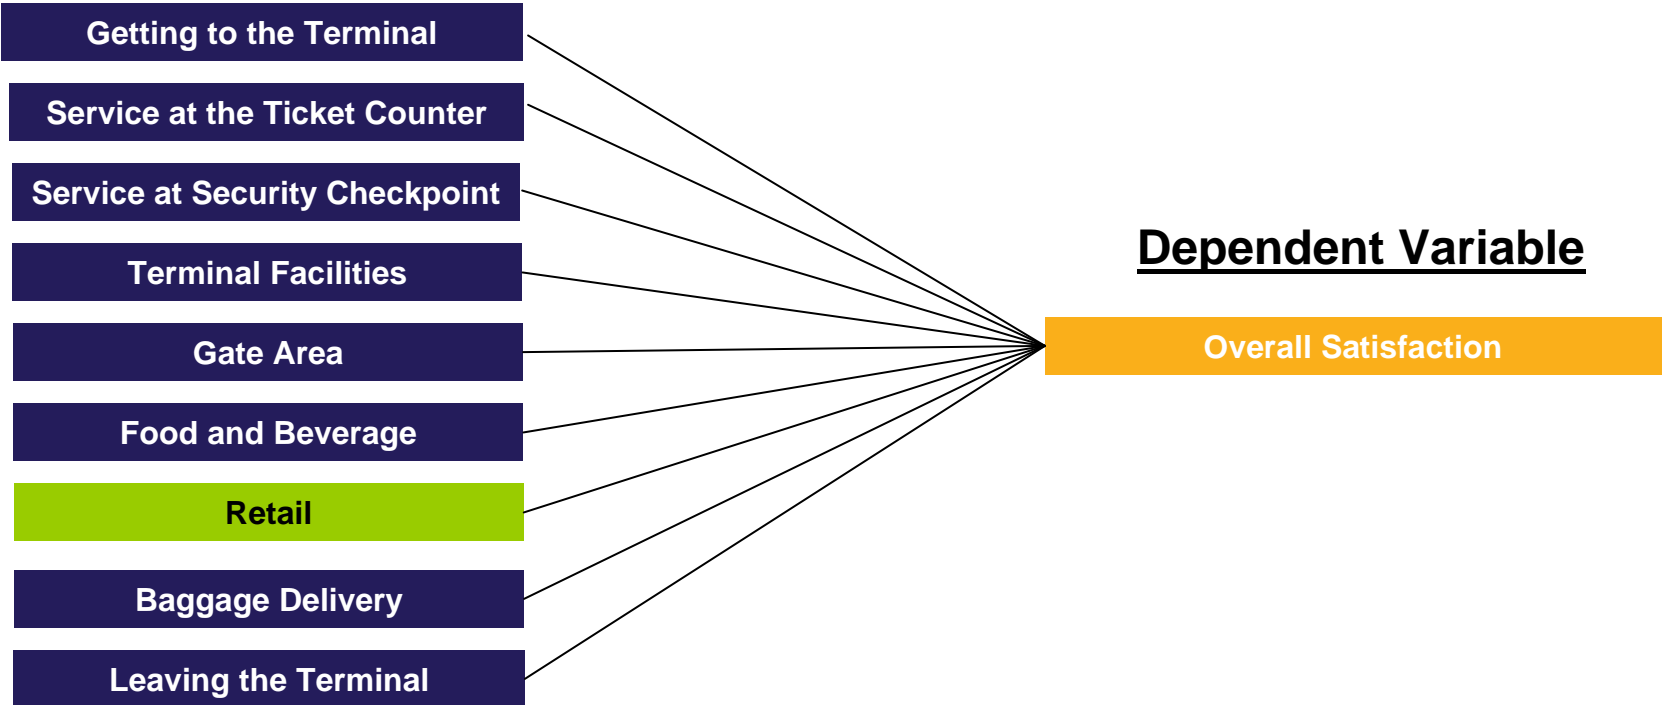 Getting to the Terminal
Service at the Ticket Counter
Service at Security Checkpoint
Terminal Facilities
Gate Area
Food and Beverage
Retail
Baggage Delivery
Leaving the Terminal
Dependent Variable
Overall Satisfaction